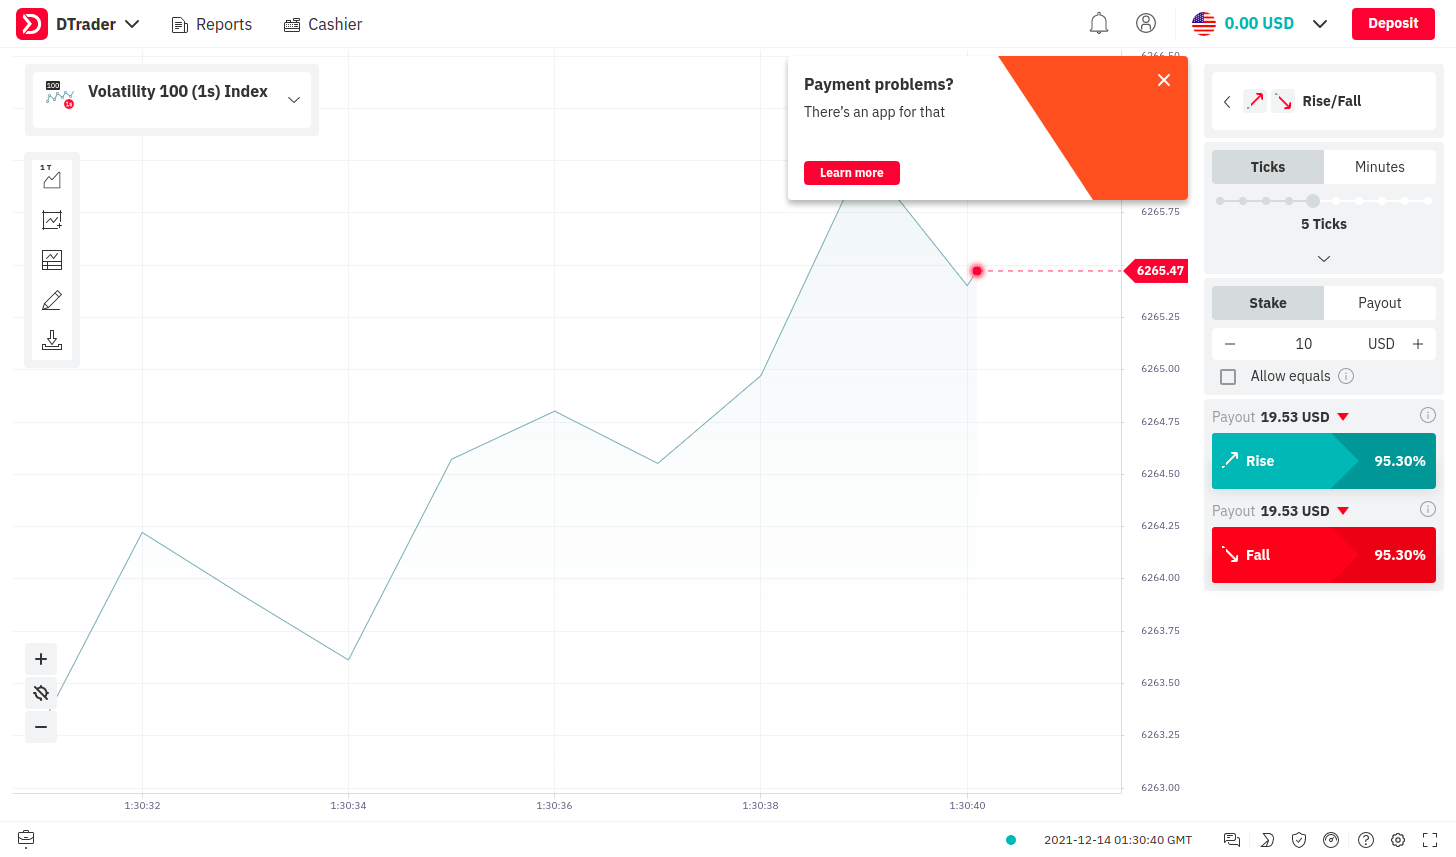 DTrader
Reports
Cashier
0.00 USD
Deposit
100
1s
Volatility 100 (1s) Index
1 T
Payment problems?
There's an app for that
Learn more
6266.50
6265.75
6265.47
6265.25
6265.00
6264.75
6264.50
6264.25
6264.00
6263.75
6263.50
6263.25
6263.00
1:30:32
1:30:34
1:30:36
1:30:38
1:30:40
Rise/Fall
Ticks
Minutes
5 Ticks
Stake
Payout
10
USD
Allow equals
Payout 19.53 USD
Rise
95.30%
Payout 19.53 USD
Fall
95.30%
2021-12-14 01:30:40 GMT